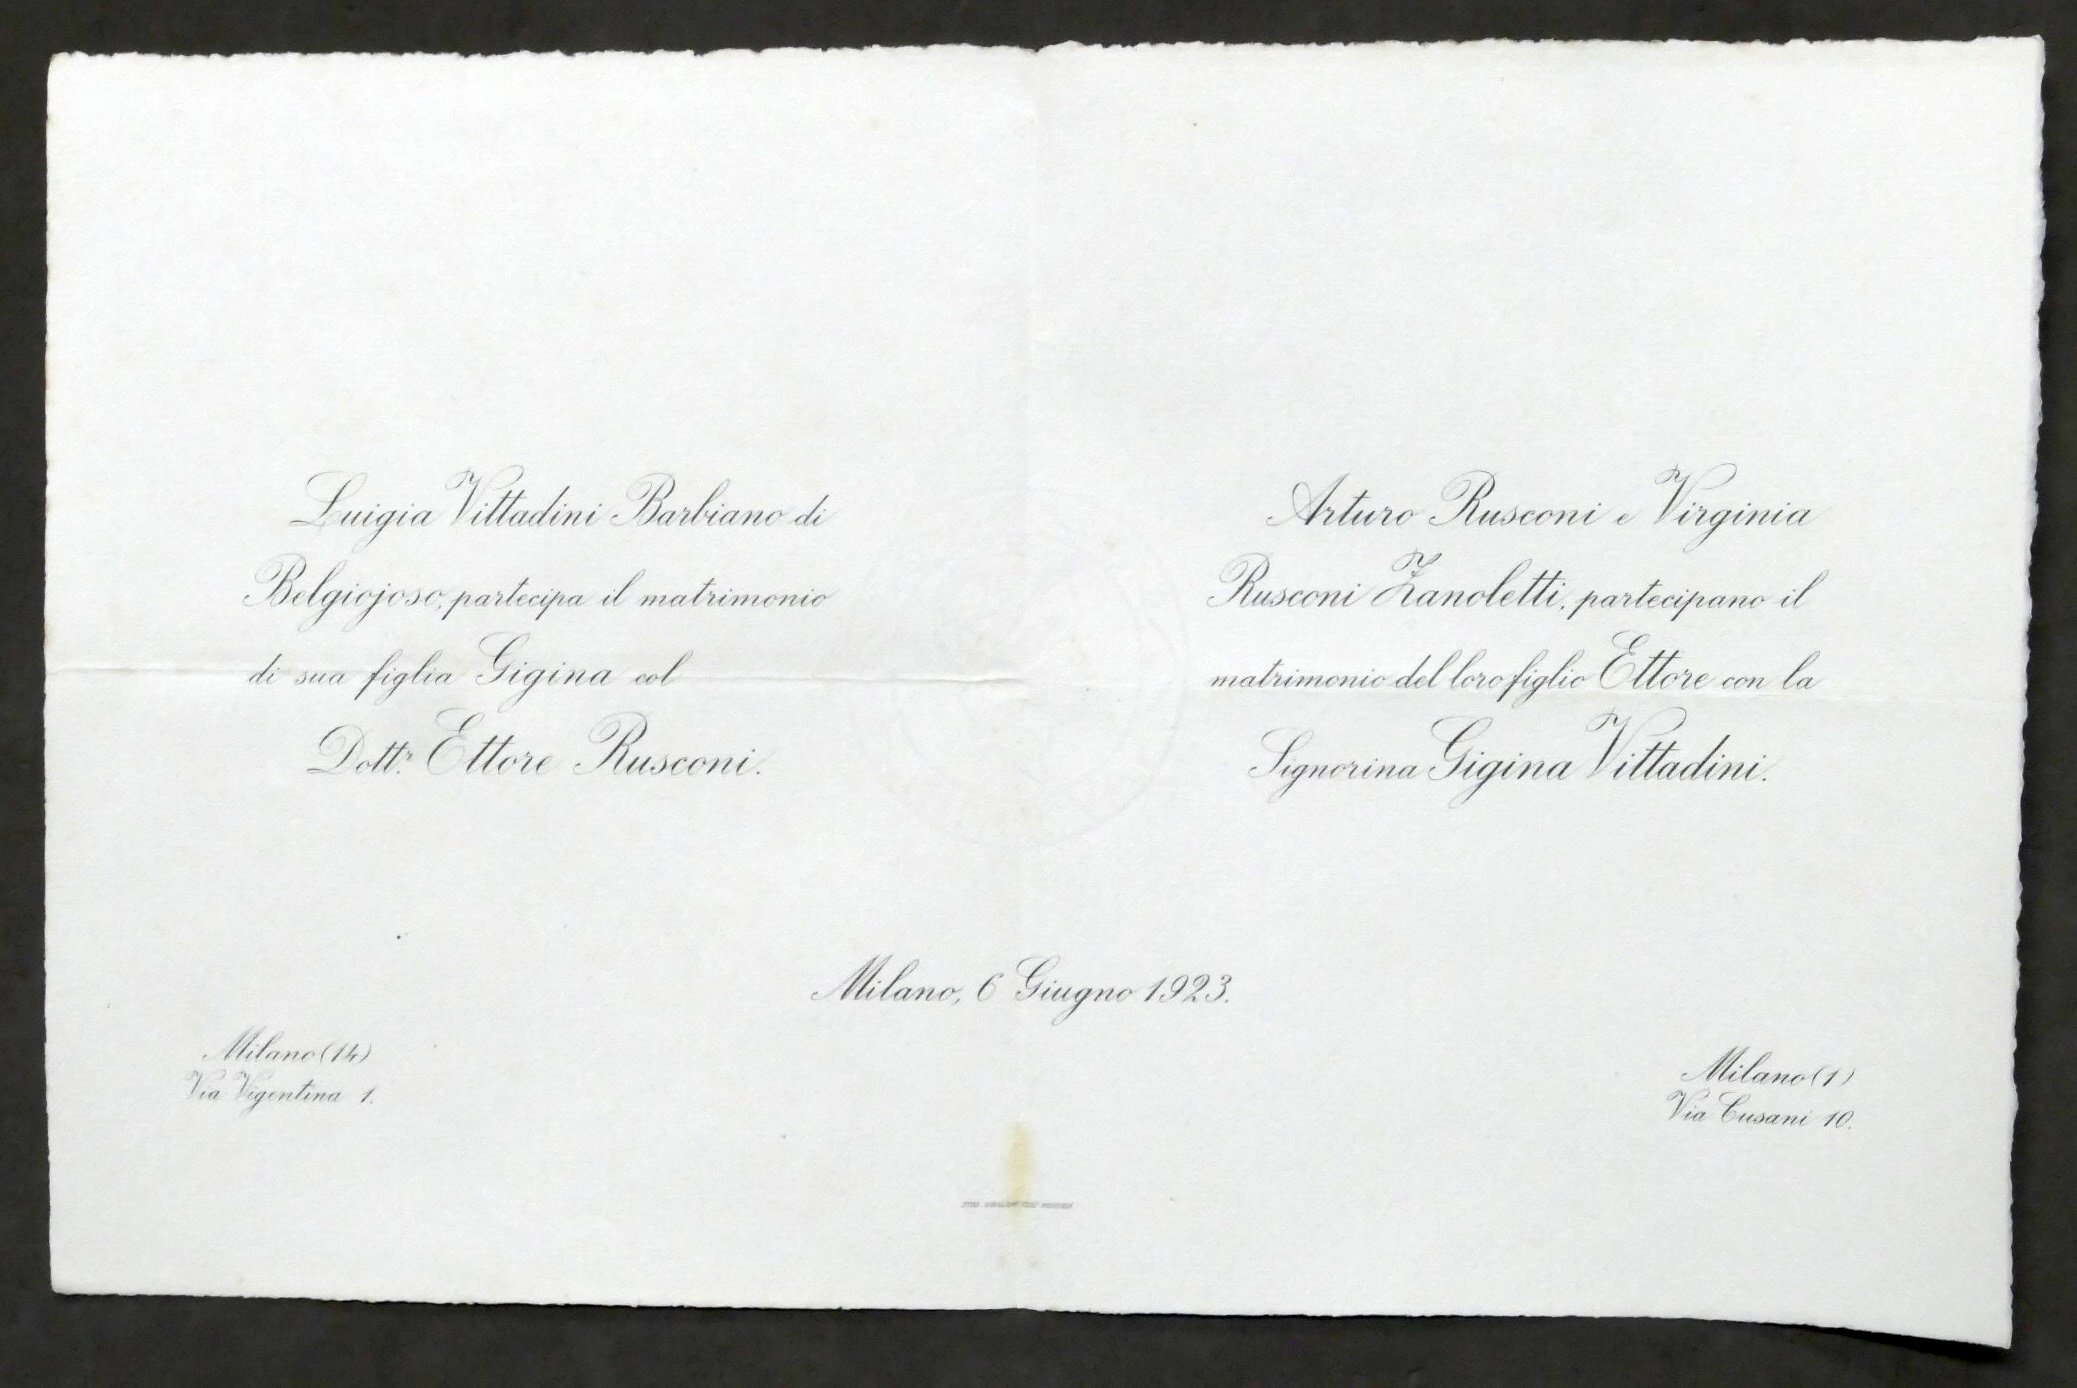 Luigia Vittadini Barbiano di
Belgiojoso, partecipa il matrimonio
di sua figlia Gigina col
Dott.r Ettore Rusconi.
Arturo Rusconi e Virginia
Rusconi Zanoletti, partecipano il
matrimonio del loro figlio Ettore con la
Signorina Gigina Vittadini.
Milano, 6 Giugno 1923.
Milano (14)
Via Vigentina 1.
Milano (1)
Via Cusani 10.